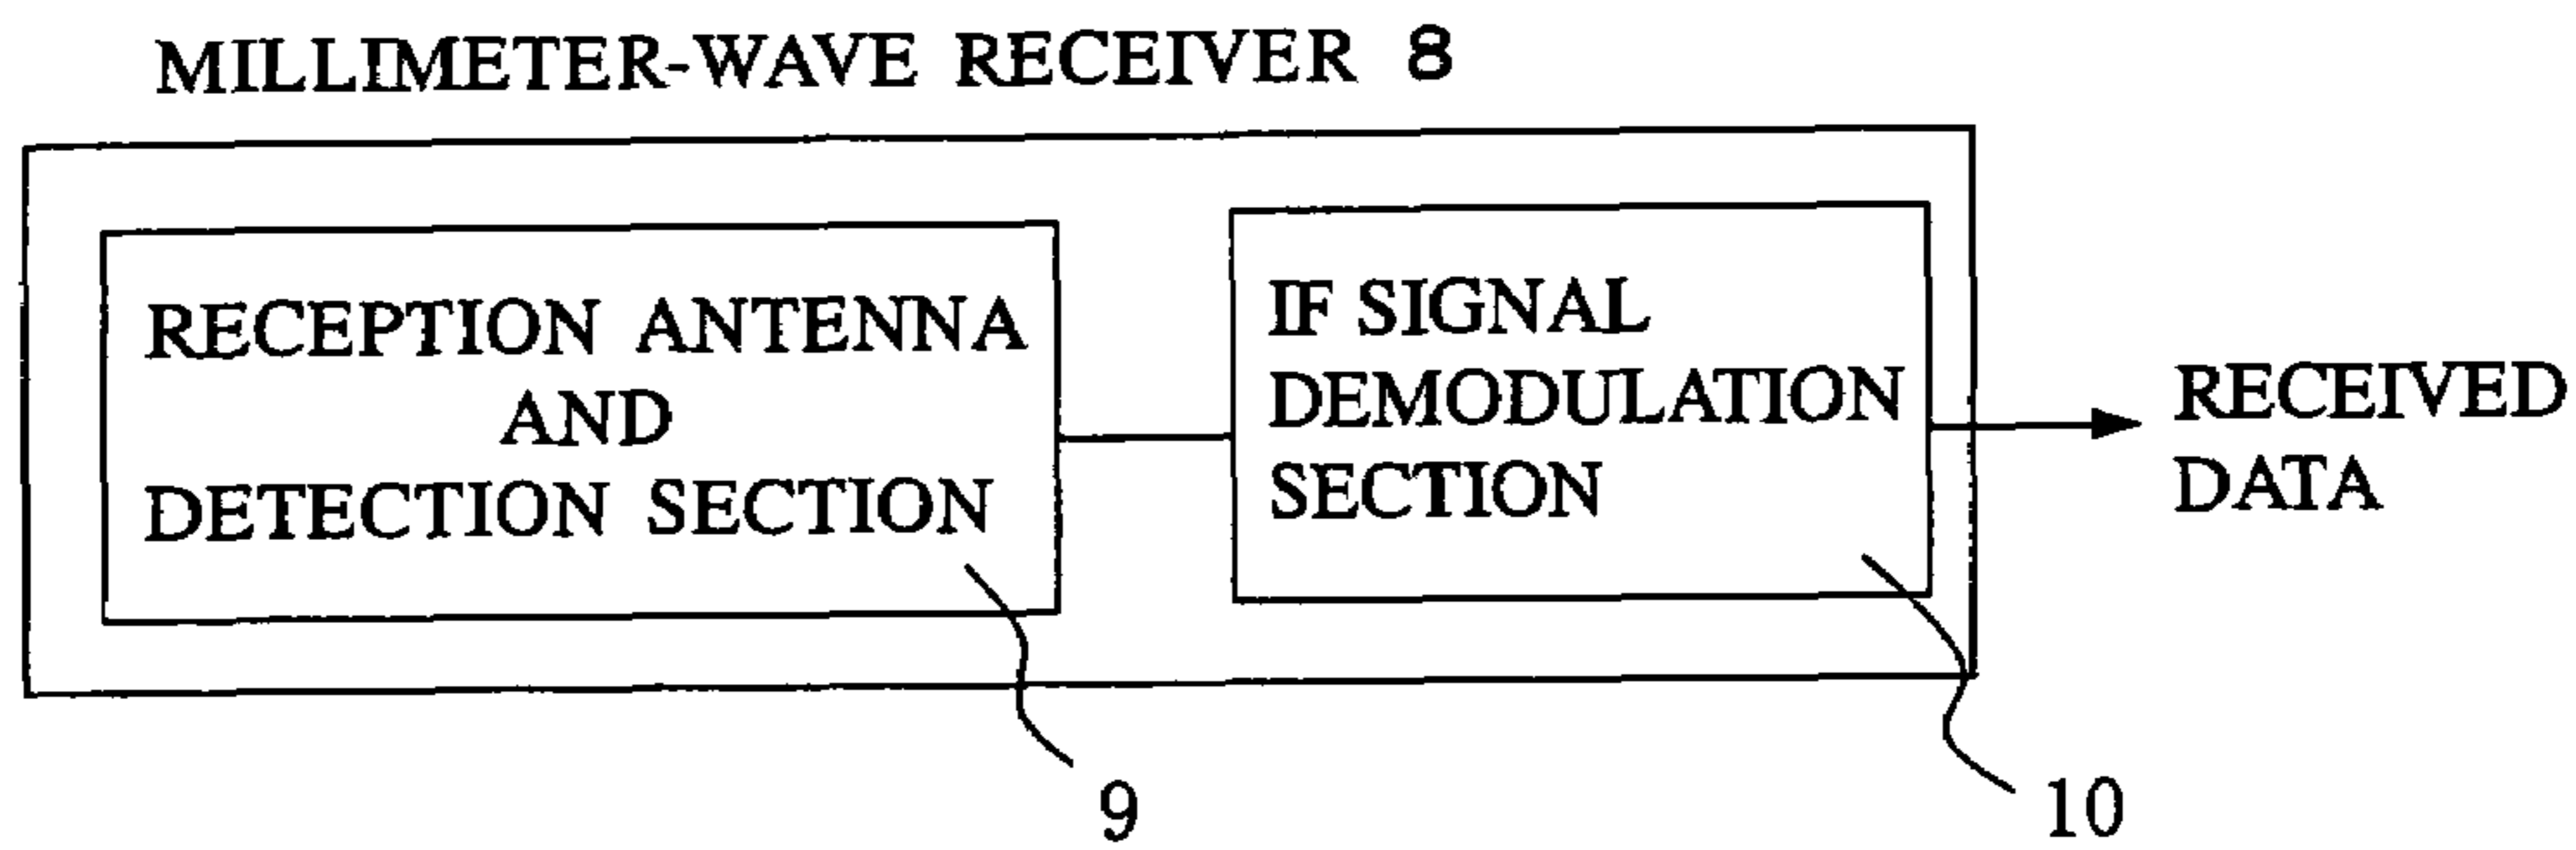 MILLIMETER-WAVE RECEIVER 8
RECEPTION ANTENNA
AND
DETECTION SECTION
IF SIGNAL
DEMODULATION
SECTION
RECEIVED
DATA
9
10